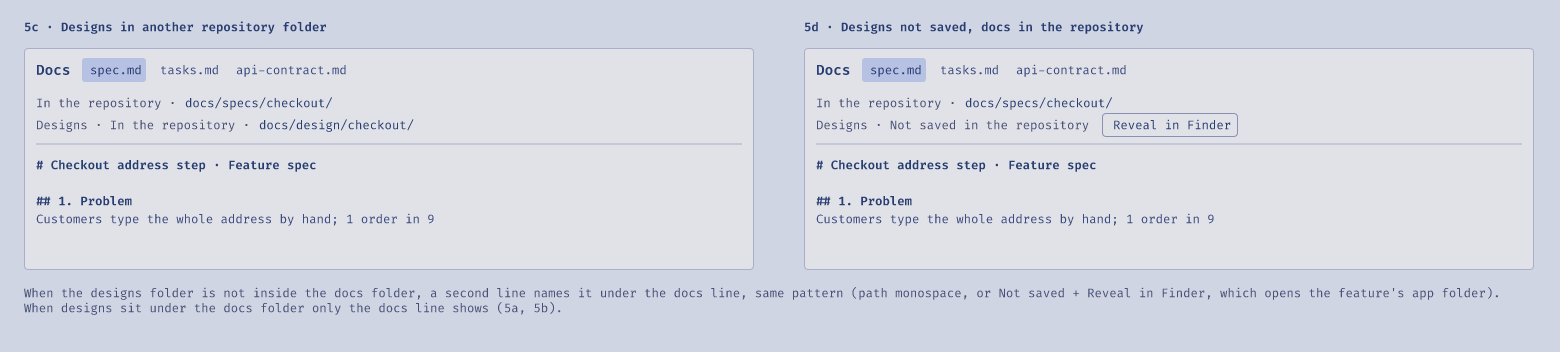 5c · Designs in another repository folder
Docs spec.md tasks.md api-contract.md
In the repository · docs/specs/checkout/
Designs · In the repository · docs/design/checkout/
# Checkout address step · Feature spec
## 1. Problem
Customers type the whole address by hand; 1 order in 9
5d · Designs not saved, docs in the repository
Docs spec.md tasks.md api-contract.md
In the repository · docs/specs/checkout/
Designs · Not saved in the repository Reveal in Finder
# Checkout address step · Feature spec
## 1. Problem
Customers type the whole address by hand; 1 order in 9
When the designs folder is not inside the docs folder, a second line names it under the docs line, same pattern (path monospace, or Not saved + Reveal in Finder, which opens the feature's app folder).
When designs sit under the docs folder only the docs line shows (5a, 5b).